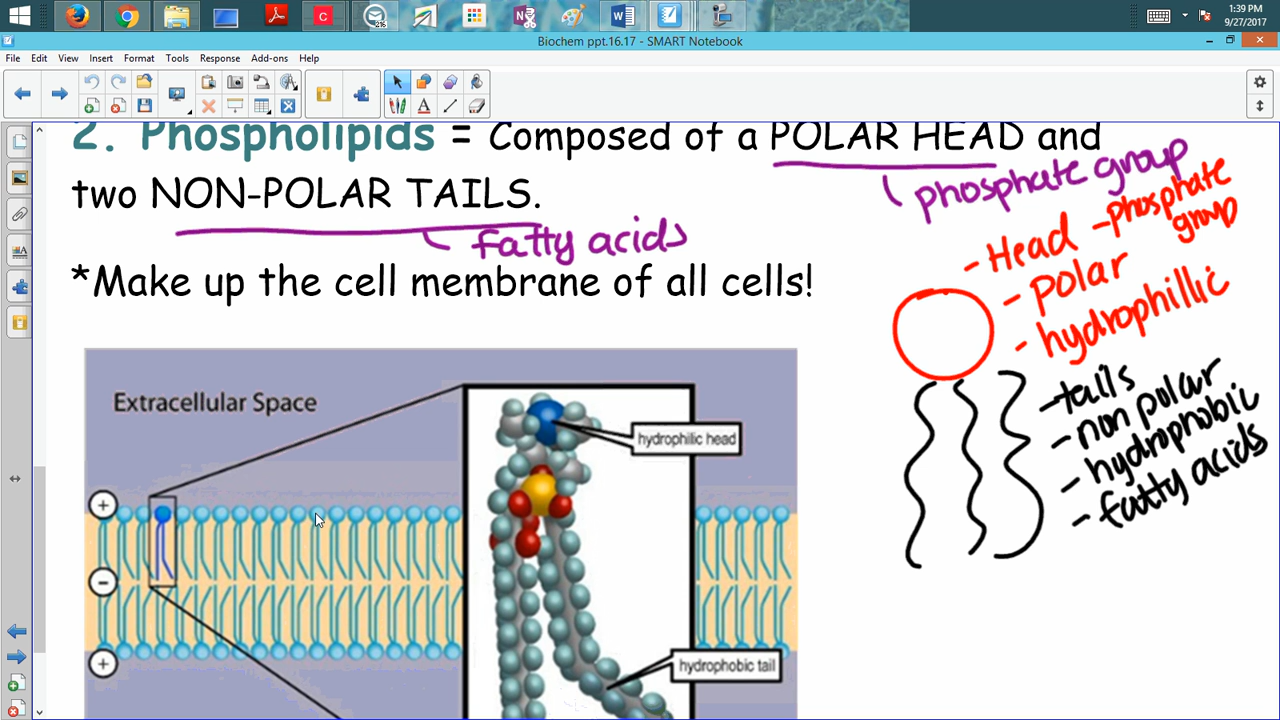 1:39 PM
9/27/2017
216
Biochem ppt.16.17 - SMART Notebook
File Edit View Insert Format Tools Response Add-ons Help
2. Phospholipids = Composed of a POLAR HEAD and
two NON-POLAR TAILS.
phosphate group
fatty acids
*Make up the cell membrane of all cells!
- Head - phosphate
group
- polar
- hydrophillic
- tails
- non polar
- hydrophobic
- fatty acids
Extracellular Space
hydrophilic head
+
-
+
hydrophobic tail